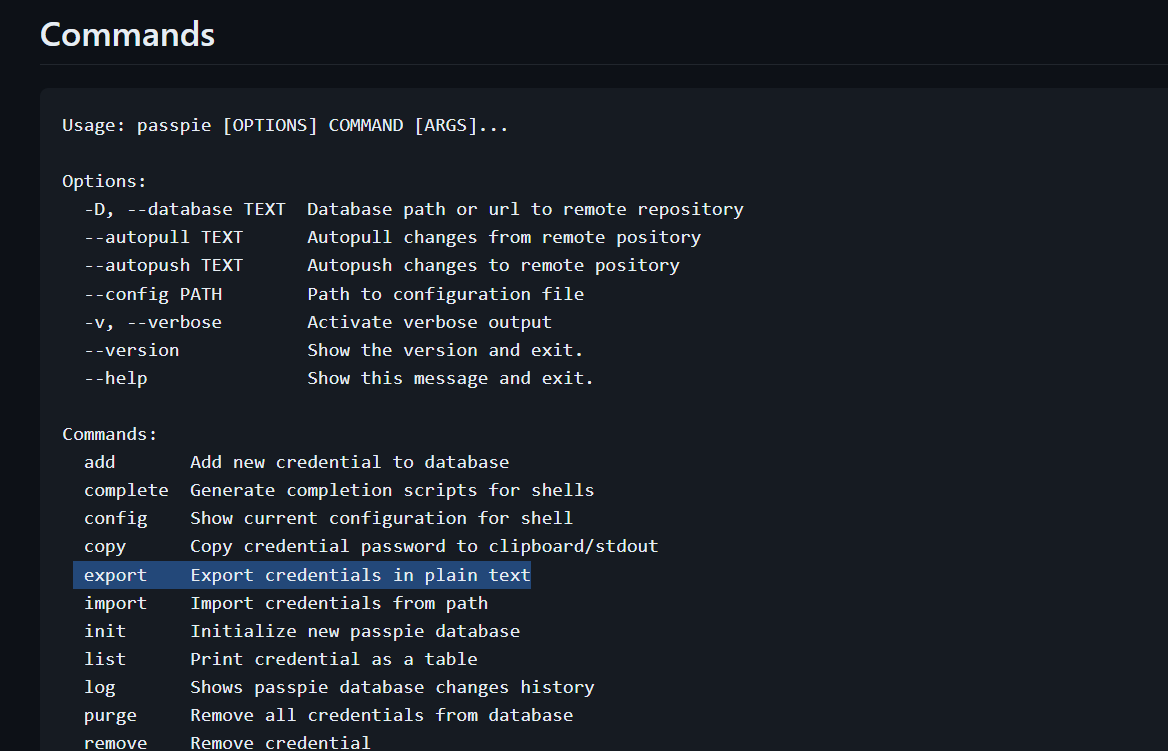 Commands
Usage: passpie [OPTIONS] COMMAND [ARGS]...
Options:
-D, --database TEXT  Database path or url to remote repository
--autopull TEXT      Autopull changes from remote pository
--autopush TEXT      Autopush changes to remote pository
--config PATH        Path to configuration file
-v, --verbose        Activate verbose output
--version            Show the version and exit.
--help               Show this message and exit.
Commands:
add       Add new credential to database
complete  Generate completion scripts for shells
config    Show current configuration for shell
copy      Copy credential password to clipboard/stdout
export    Export credentials in plain text
import    Import credentials from path
init      Initialize new passpie database
list      Print credential as a table
log       Shows passpie database changes history
purge     Remove all credentials from database
remove    Remove credential